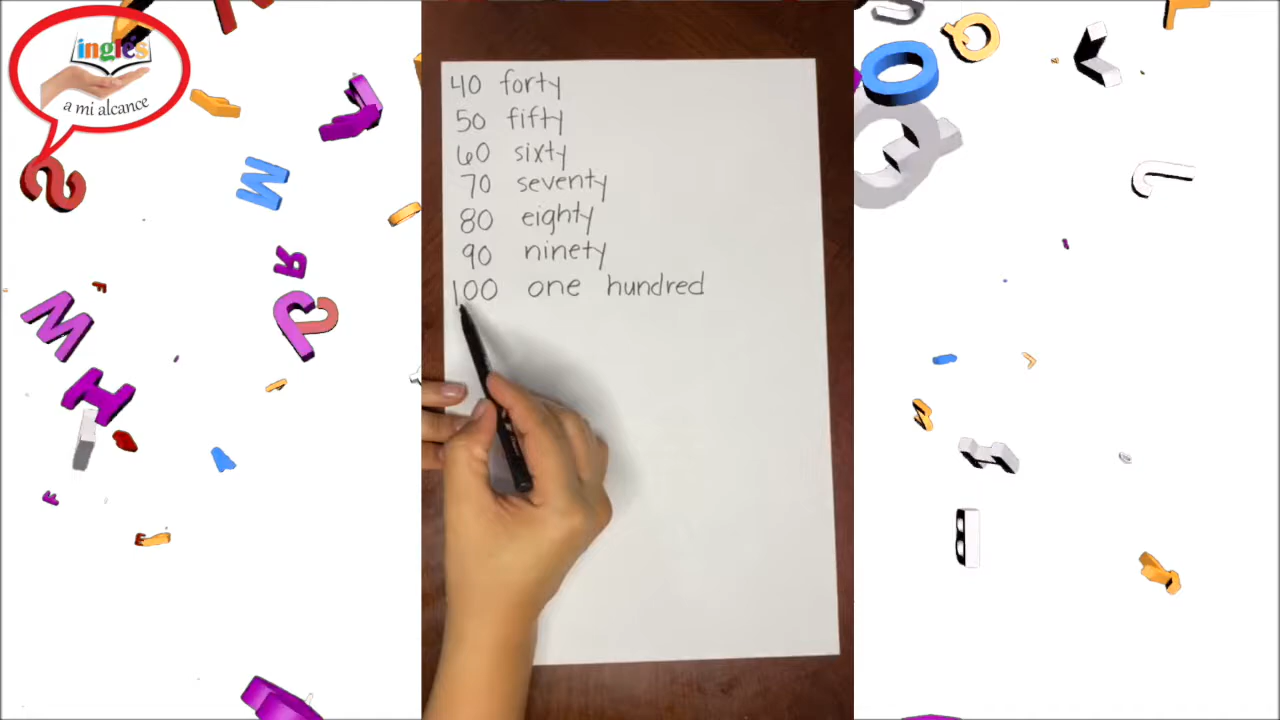 inglés
a mi alcance
40 forty
50 fifty
60 sixty
70 seventy
80 eighty
90 ninety
100 one hundred